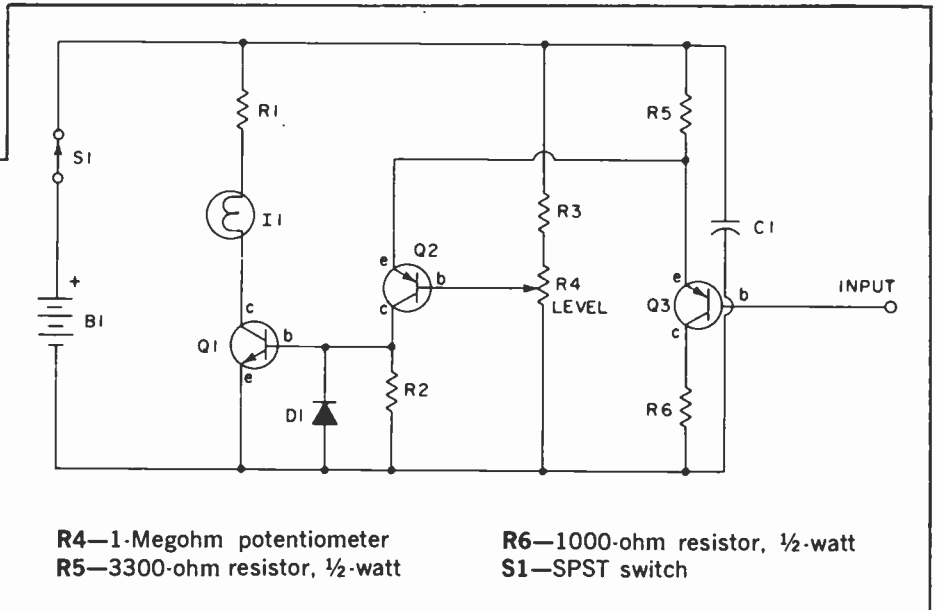 R1
R5
S1
R3
C1
I1
Q2
e
b
R4
LEVEL
e
b
INPUT
Q3
+
B1
c
c
c
Q1
b
e
R2
D1
R6
R4—1-Megohm potentiometer
R5—3300-ohm resistor, ½-watt
R6—1000-ohm resistor, ½-watt
S1—SPST switch